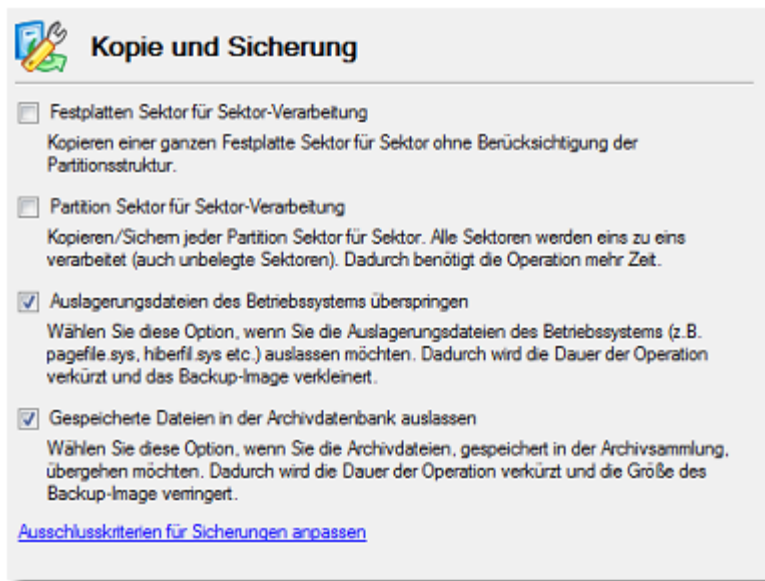 Kopie und Sicherung
Festplatten Sektor für Sektor-Verarbeitung
Kopieren einer ganzen Festplatte Sektor für Sektor ohne Berücksichtigung der
Partitionsstruktur.
Partition Sektor für Sektor-Verarbeitung
Kopieren/Sichern jeder Partition Sektor für Sektor. Alle Sektoren werden eins zu eins
verarbeitet (auch unbelegte Sektoren). Dadurch benötigt die Operation mehr Zeit.
Auslagerungsdateien des Betriebssystems überspringen
Wählen Sie diese Option, wenn Sie die Auslagerungsdateien des Betriebssystems (z.B.
pagefile.sys, hiberfil.sys etc.) auslassen möchten. Dadurch wird die Dauer der Operation
verkürzt und das Backup-Image verkleinert.
Gespeicherte Dateien in der Archivdatenbank auslassen
Wählen Sie diese Option, wenn Sie die Archivdateien, gespeichert in der Archivsammlung,
übergehen möchten. Dadurch wird die Dauer der Operation verkürzt und die Größe des
Backup-Image verringert.
Ausschlusskriterien für Sicherungen anpassen